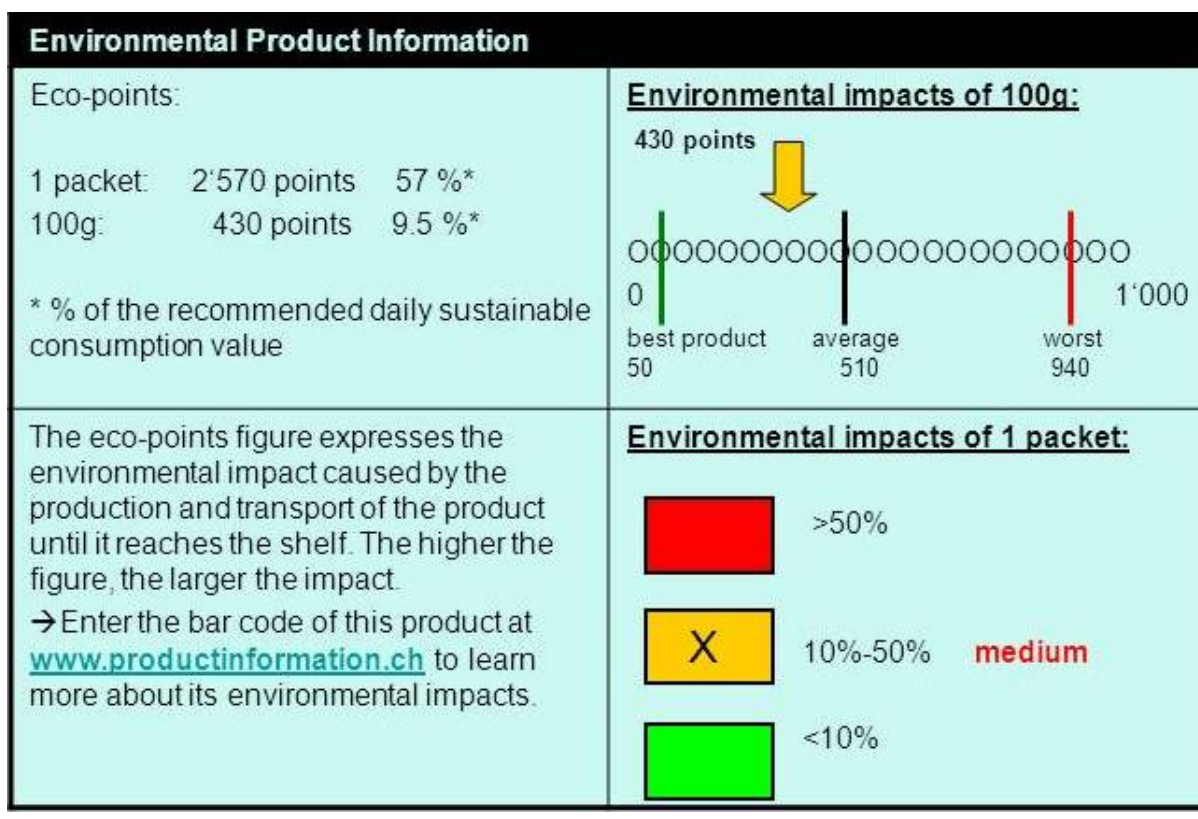 Environmental Product Information
Eco-points:
1 packet: 2‘570 points 57 %*
100g: 430 points 9.5 %*
* % of the recommended daily sustainable
consumption value
Environmental impacts of 100g:
430 points
OOOOOOOOOOOOOOOOOOOOOOO
0 1‘000
best product average worst
50 510 940
The eco-points figure expresses the
environmental impact caused by the
production and transport of the product
until it reaches the shelf. The higher the
figure, the larger the impact.
→Enter the bar code of this product at
www.productinformation.ch to learn
more about its environmental impacts.
Environmental impacts of 1 packet:
>50%
X 10%-50% medium
<10%